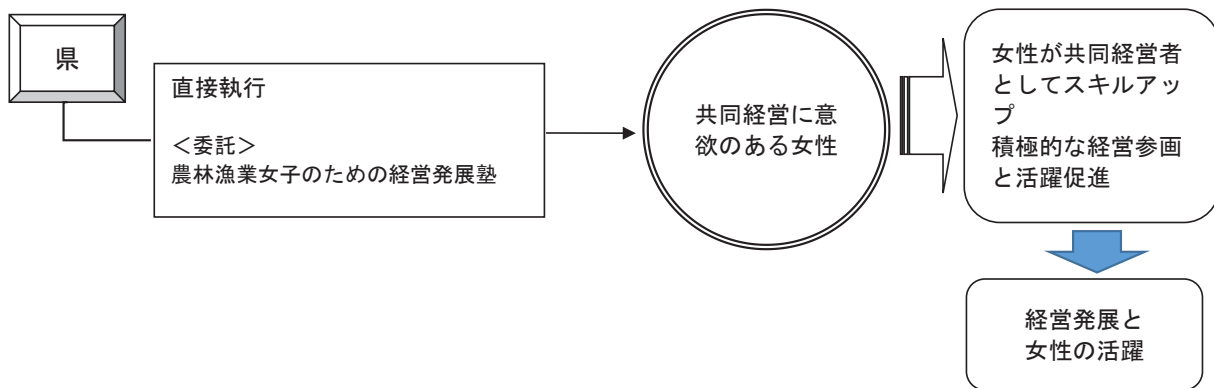 県
直接執行
<委託>
農林漁業女子のための経営発展塾
共同経営に意
欲のある女性
女性が共同経営者
としてスキルアッ
プ
積極的な経営参画
と活躍促進
経営発展と
女性の活躍